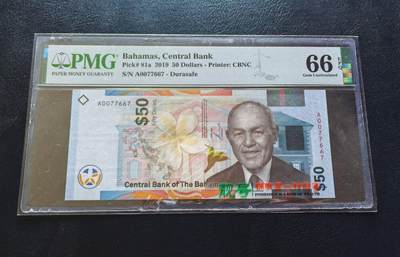 PMG
PAPER MONEY GUARANTY
Bahamas, Central Bank
Pick# 81a 2019 50 Dollars - Printer: CBNC
S/N A0077667 - Durasafe
66
Gem Uncirculated
A0077667
$50
Central Bank of The Baham
A0077667
$50